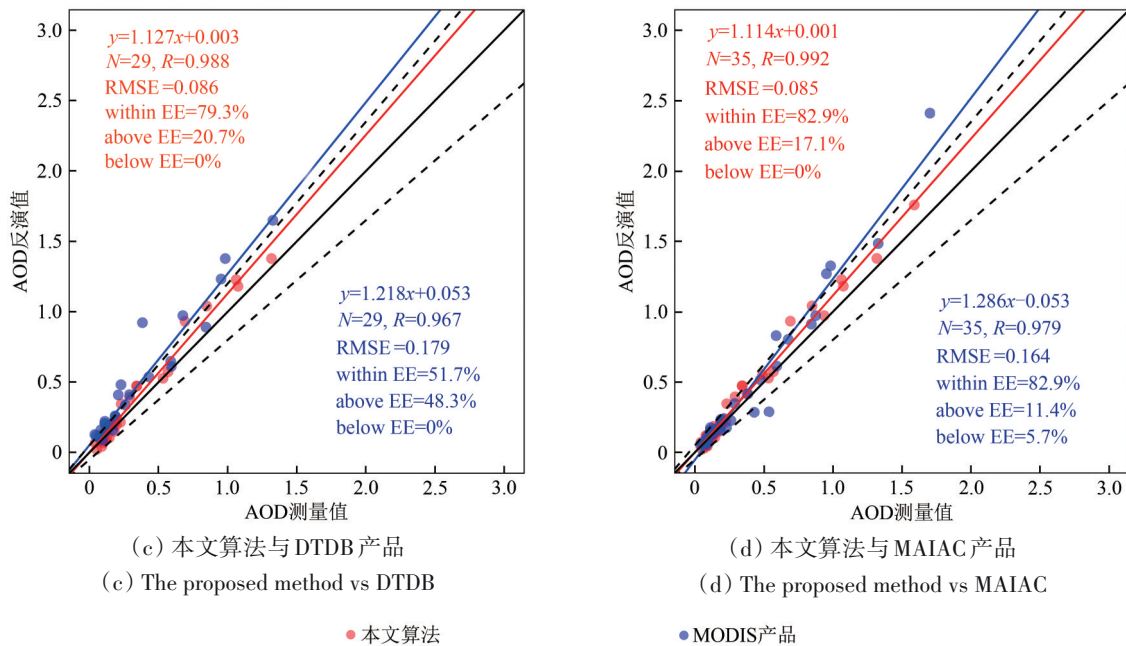 3.0
2.5
2.0
1.5
1.0
0.5
0
AOD反演值
y=1.127x+0.003
N=29, R=0.988
RMSE=0.086
within EE=79.3%
above EE=20.7%
below EE=0%
y=1.218x+0.053
N=29, R=0.967
RMSE=0.179
within EE=51.7%
above EE=48.3%
below EE=0%
0 0.5 1.0 1.5 2.0 2.5 3.0
AOD测量值
(c) 本文算法与DTDB产品
(c) The proposed method vs DTDB
3.0
2.5
2.0
1.5
1.0
0.5
0
AOD反演值
y=1.114x+0.001
N=35, R=0.992
RMSE=0.085
within EE=82.9%
above EE=17.1%
below EE=0%
y=1.286x−0.053
N=35, R=0.979
RMSE=0.164
within EE=82.9%
above EE=11.4%
below EE=5.7%
0 0.5 1.0 1.5 2.0 2.5 3.0
AOD测量值
(d) 本文算法与MAIAC产品
(d) The proposed method vs MAIAC
本文算法
MODIS产品